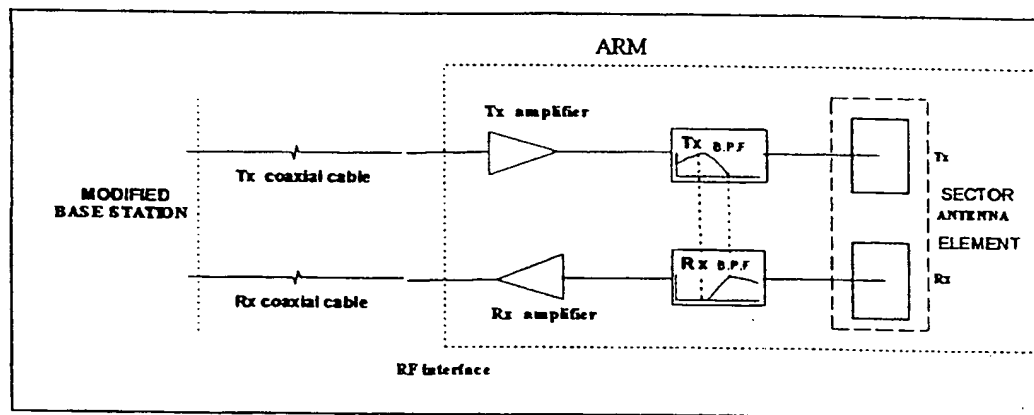 ARM
Tx amplifier
Tx B.P.F
Tx
Tx coaxial cable
MODIFIED
BASE STATION
SECTOR
ANTENNA
ELEMENT
Rx B.P.F
Rx
Rx coaxial cable
Rx amplifier
RF Interface